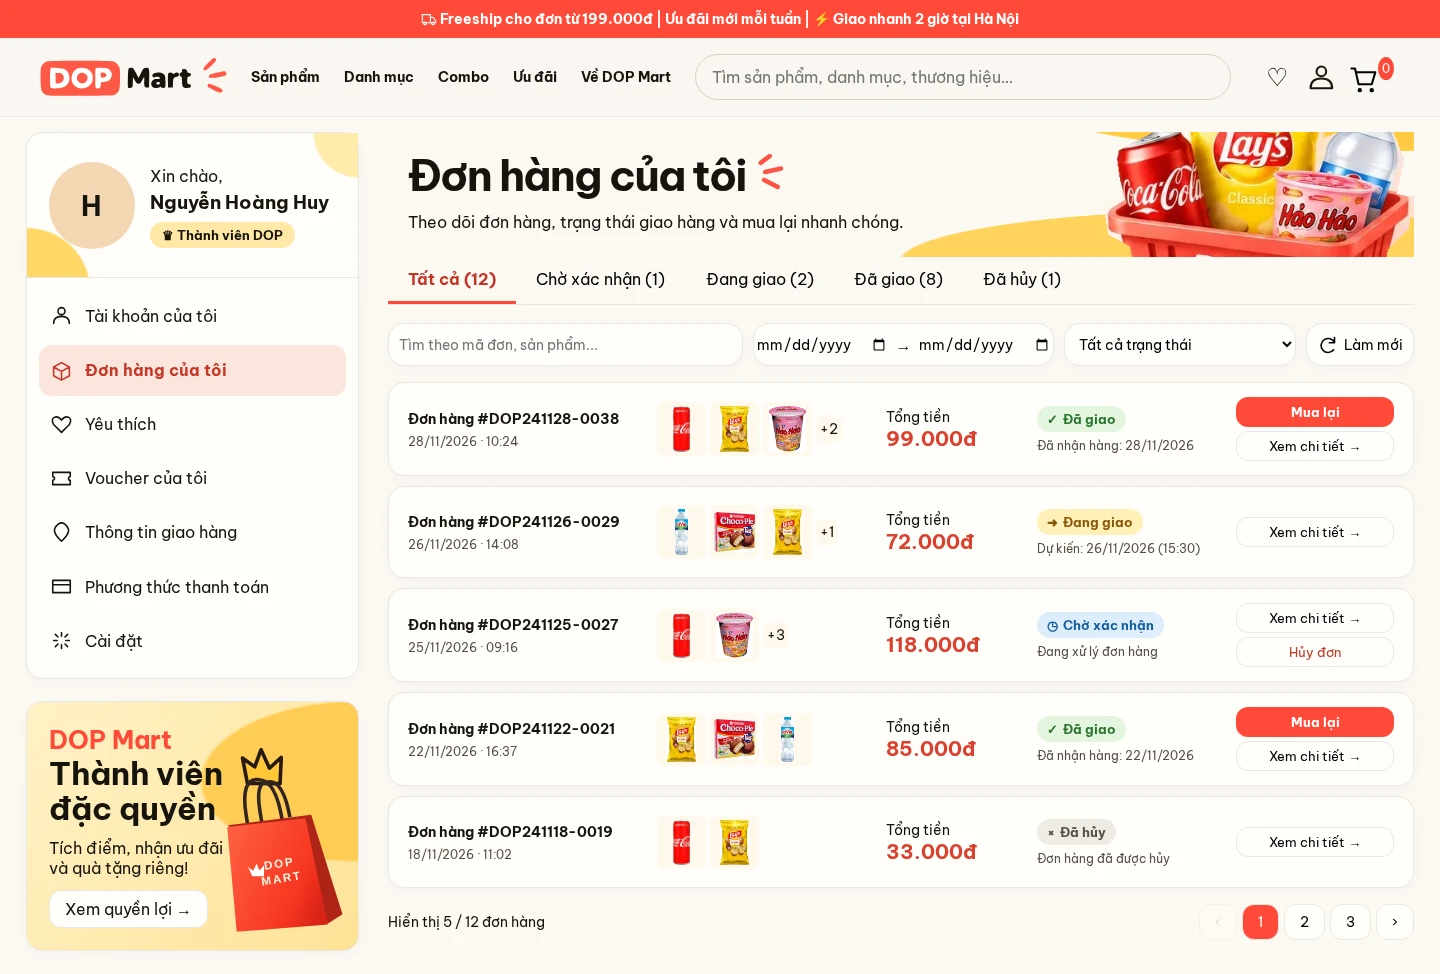 Freeship cho đơn từ 199.000đ | Ưu đãi mới mỗi tuần | ⚡ Giao nhanh 2 giờ tại Hà Nội
DOP Mart
Sản phẩm
Danh mục
Combo
Ưu đãi
Về DOP Mart
Tìm sản phẩm, danh mục, thương hiệu...
0
H
Xin chào,
Nguyễn Hoàng Huy
♛ Thành viên DOP
Tài khoản của tôi
Đơn hàng của tôi
Yêu thích
Voucher của tôi
Thông tin giao hàng
Phương thức thanh toán
Cài đặt
DOP Mart
Thành viên
đặc quyền
Tích điểm, nhận ưu đãi
và quà tặng riêng!
Xem quyền lợi →
DOP
MART
Đơn hàng của tôi
Theo dõi đơn hàng, trạng thái giao hàng và mua lại nhanh chóng.
Coca-Cola
Lay's
Classic
Hảo Hảo
Tất cả (12)
Chờ xác nhận (1)
Đang giao (2)
Đã giao (8)
Đã hủy (1)
Tìm theo mã đơn, sản phẩm...
mm/dd/yyyy → mm/dd/yyyy
Tất cả trạng thái
Làm mới
Đơn hàng #DOP241128-0038
28/11/2026 · 10:24
+2
Tổng tiền
99.000đ
✓ Đã giao
Đã nhận hàng: 28/11/2026
Mua lại
Xem chi tiết →
Đơn hàng #DOP241126-0029
26/11/2026 · 14:08
Choco-Pie
+1
Tổng tiền
72.000đ
➜ Đang giao
Dự kiến: 26/11/2026 (15:30)
Xem chi tiết →
Đơn hàng #DOP241125-0027
25/11/2026 · 09:16
+3
Tổng tiền
118.000đ
◷ Chờ xác nhận
Đang xử lý đơn hàng
Xem chi tiết →
Hủy đơn
Đơn hàng #DOP241122-0021
22/11/2026 · 16:37
Choco-Pie
Tổng tiền
85.000đ
✓ Đã giao
Đã nhận hàng: 22/11/2026
Mua lại
Xem chi tiết →
Đơn hàng #DOP241118-0019
18/11/2026 · 11:02
Tổng tiền
33.000đ
× Đã hủy
Đơn hàng đã được hủy
Xem chi tiết →
Hiển thị 5 / 12 đơn hàng
‹ 1 2 3 ›